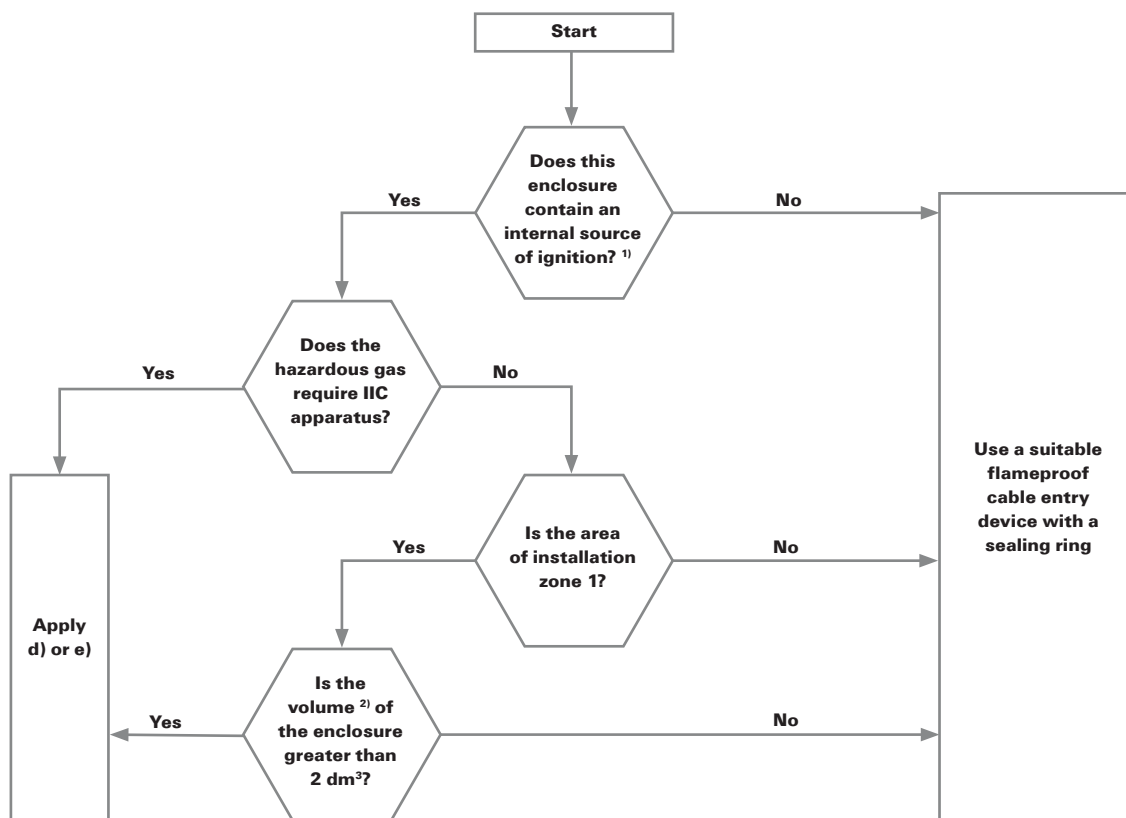 Start
Does this
enclosure
contain an
internal source
of ignition? 1)
Yes
No
Does the
hazardous gas
require IIC
apparatus?
Yes
No
Is the area
of installation
zone 1?
Yes
No
Use a suitable
flameproof
cable entry
device with a
sealing ring
Apply
d) or e)
Is the
volume 2) of
the enclosure
greater than
2 dm³?
Yes
No